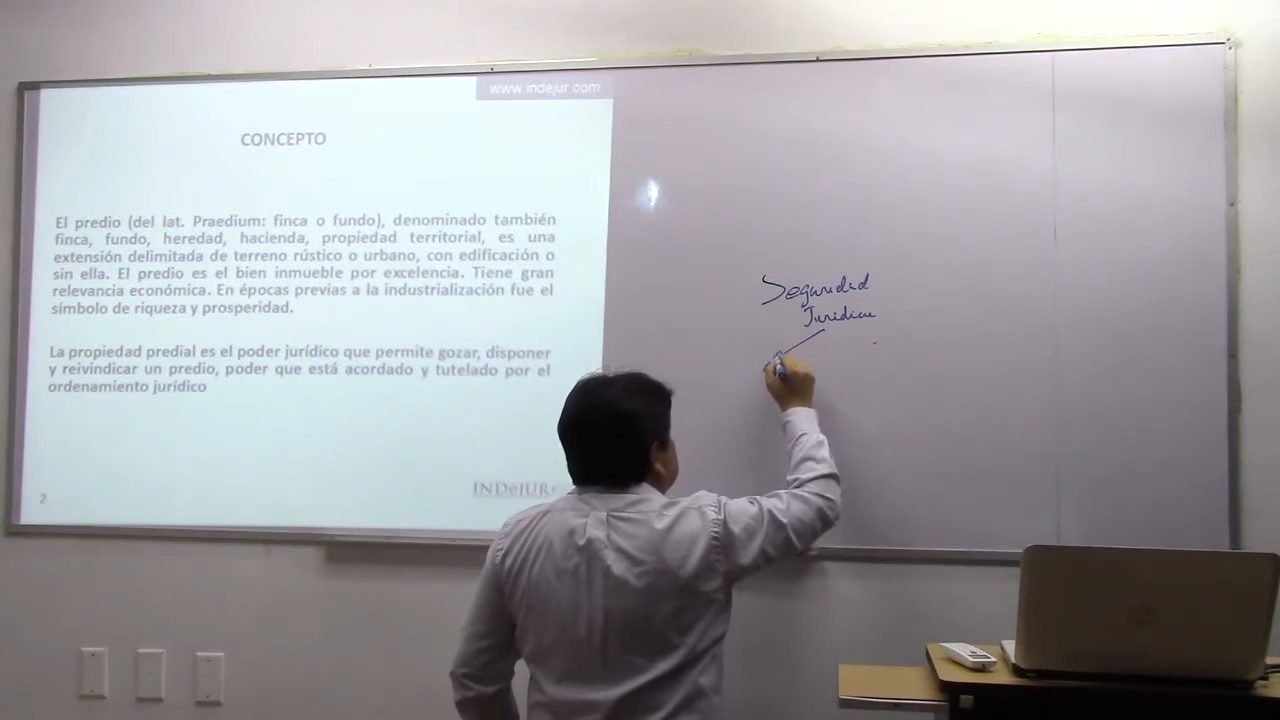 www.indejur.com
CONCEPTO
El predio (del lat. Praedium: finca o fundo), denominado también
finca, fundo, heredad, hacienda, propiedad territorial, es una
extensión delimitada de terreno rústico o urbano, con edificación o
sin ella. El predio es el bien inmueble por excelencia. Tiene gran
relevancia económica. En épocas previas a la industrialización fue el
símbolo de riqueza y prosperidad.
La propiedad predial es el poder jurídico que permite gozar, disponer
y reivindicar un predio, poder que está acordado y tutelado por el
ordenamiento jurídico
2
INDeJURe
Seguridad
Juridica